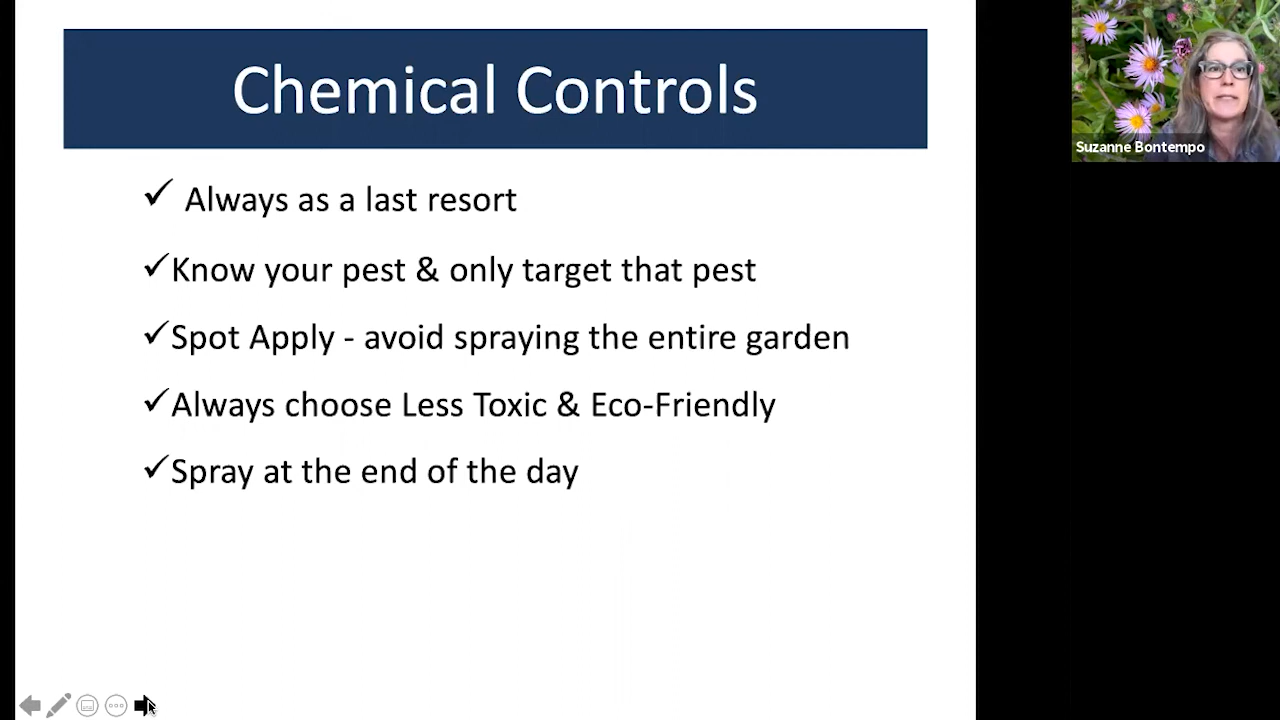 Chemical Controls
✓ Always as a last resort
✓Know your pest & only target that pest
✓Spot Apply - avoid spraying the entire garden
✓Always choose Less Toxic & Eco-Friendly
✓Spray at the end of the day
Suzanne Bontempo